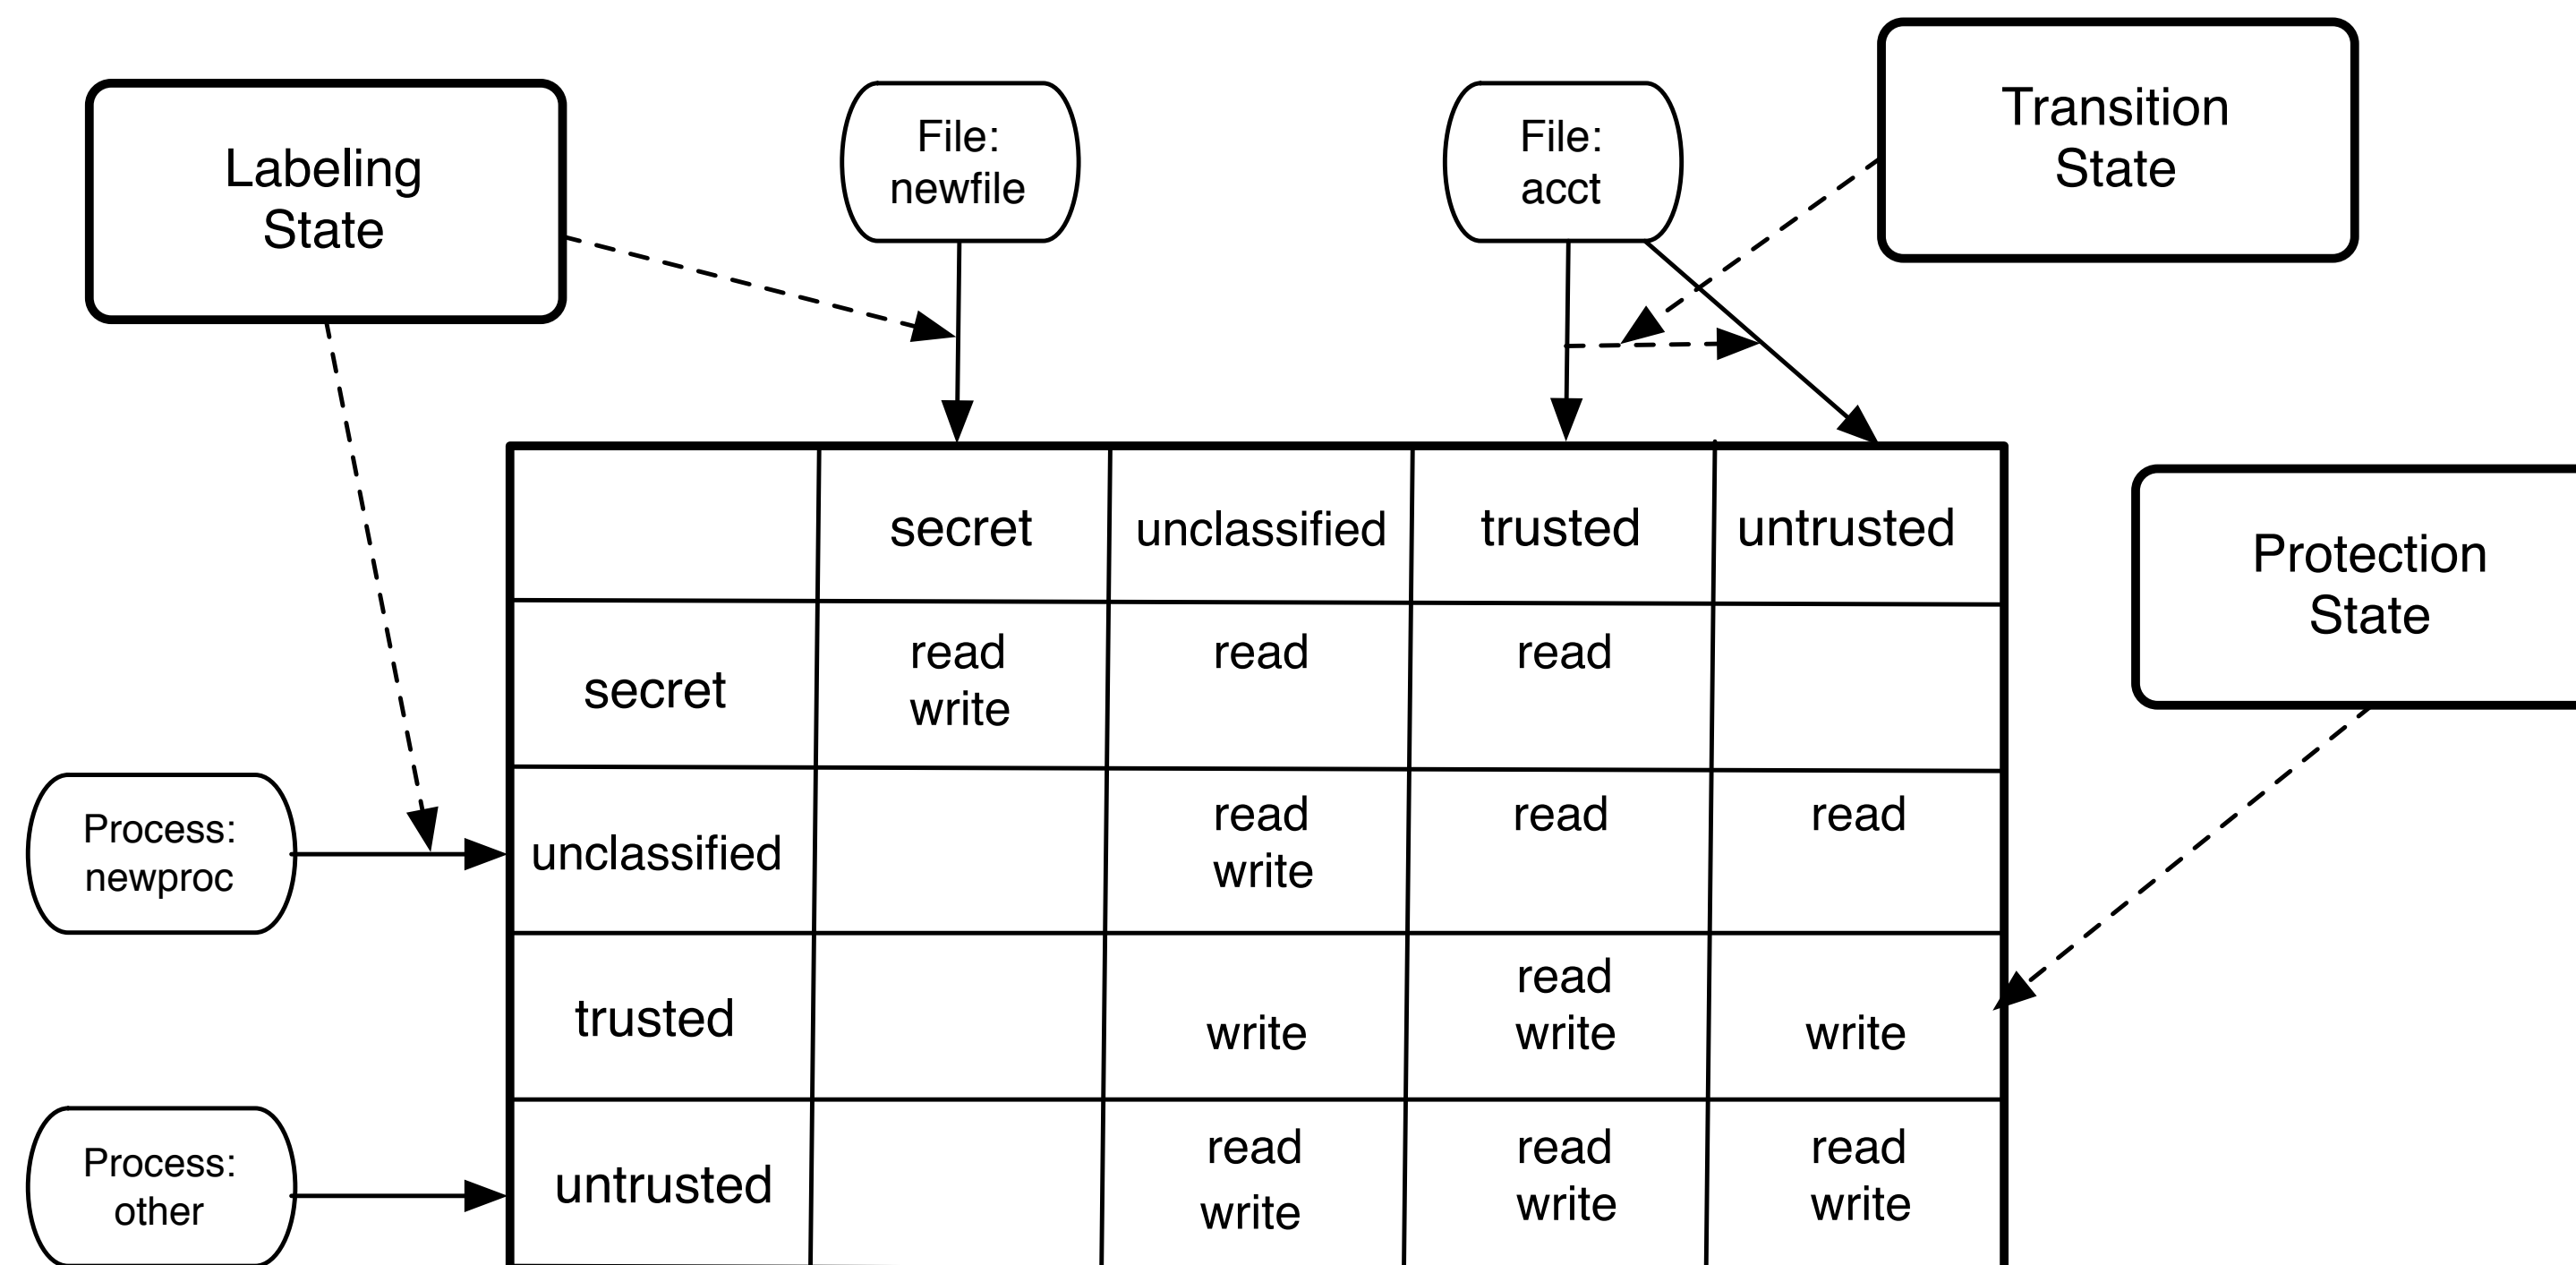 Transition
State
Labeling
State
File:
newfile
File:
acct
secret
unclassified
trusted
untrusted
Protection
State
secret
read
write
read
read
Process:
newproc
unclassified
read
write
read
read
trusted
write
read
write
write
Process:
other
untrusted
read
write
read
write
read
write